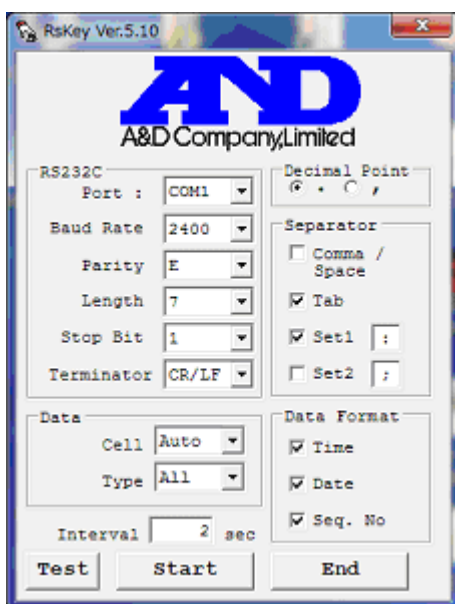 RsKey Ver.5.10
AND
A&D Company,Limited
RS232C
Port : COM1
Baud Rate 2400
Parity E
Length 7
Stop Bit 1
Terminator CR/LF
Decimal Point
. ,
Separator
Comma /
Space
Tab
Set1 :
Set2 ;
Data
Cell Auto
Type All
Interval 2 sec
Data Format
Time
Date
Seq. No
Test Start End